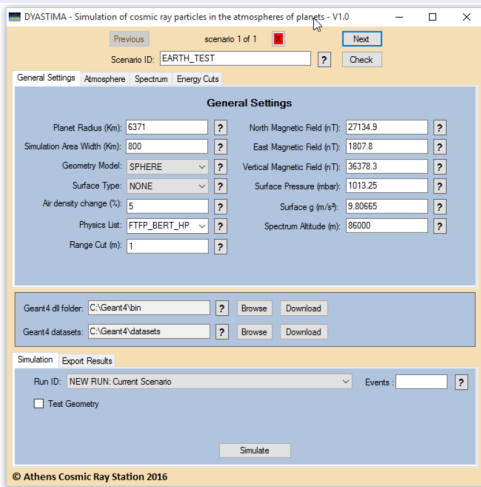 DYASTIMA - Simulation of cosmic ray particles in the atmospheres of planets - V1.0
Previous scenario 1 of 1 X Next
Scenario ID: EARTH_TEST ? Check
General Settings Atmosphere Spectrum Energy Cuts
General Settings
Planet Radius (Km): 6371 ? North Magnetic Field (nT): 27134.9 ?
Simulation Area Width (Km): 800 ? East Magnetic Field (nT): 1807.8 ?
Geometry Model: SPHERE ? Vertical Magnetic Field (nT): 36378.3 ?
Surface Type: NONE ? Surface Pressure (mbar): 1013.25 ?
Air density change (%): 5 ? Surface g (m/s²): 9.80665 ?
Physics List: FTFP_BERT_HP ? Spectrum Altitude (m): 86000 ?
Range Cut (m): 1 ?
Geant4 dll folder: C:\Geant4\bin ? Browse Download
Geant4 datasets: C:\Geant4\datasets ? Browse Download
Simulation Export Results
Run ID: NEW RUN: Current Scenario Events : ?
Test Geometry
Simulate
© Athens Cosmic Ray Station 2016